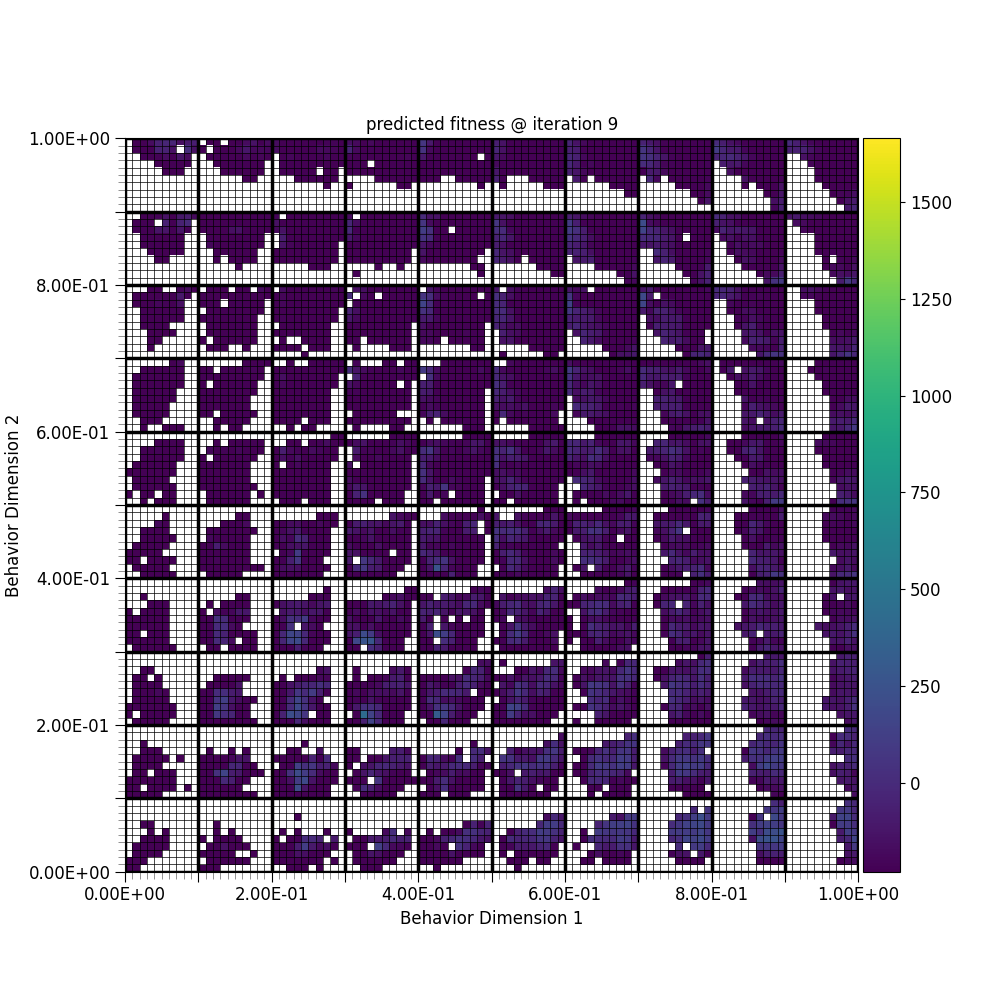 predicted fitness @ iteration 9
1.00E+00
8.00E-01
6.00E-01
4.00E-01
2.00E-01
0.00E+00
Behavior Dimension 2
0.00E+00 2.00E-01 4.00E-01 6.00E-01 8.00E-01 1.00E+00
Behavior Dimension 1
1500
1250
1000
750
500
250
0